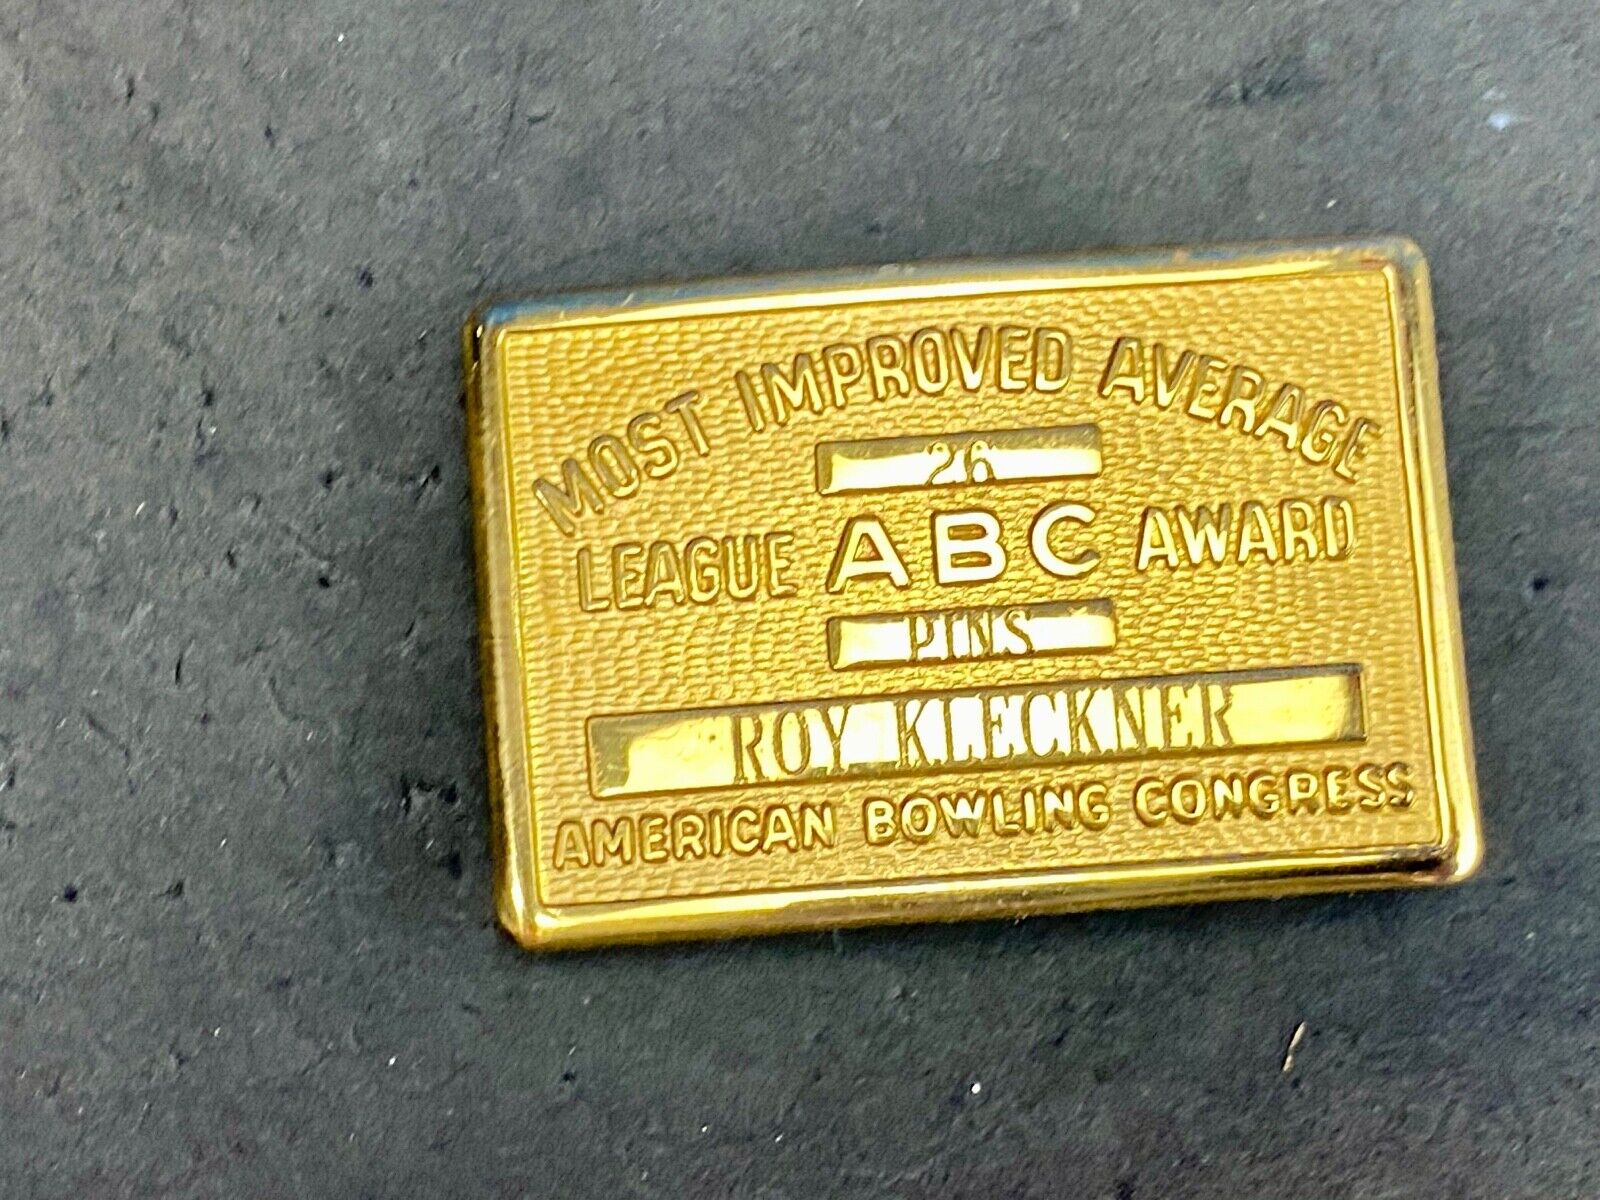 MOST IMPROVED AVERAGE
26
LEAGUE ABC AWARD
PINS
ROY KLECKNER
AMERICAN BOWLING CONGRESS